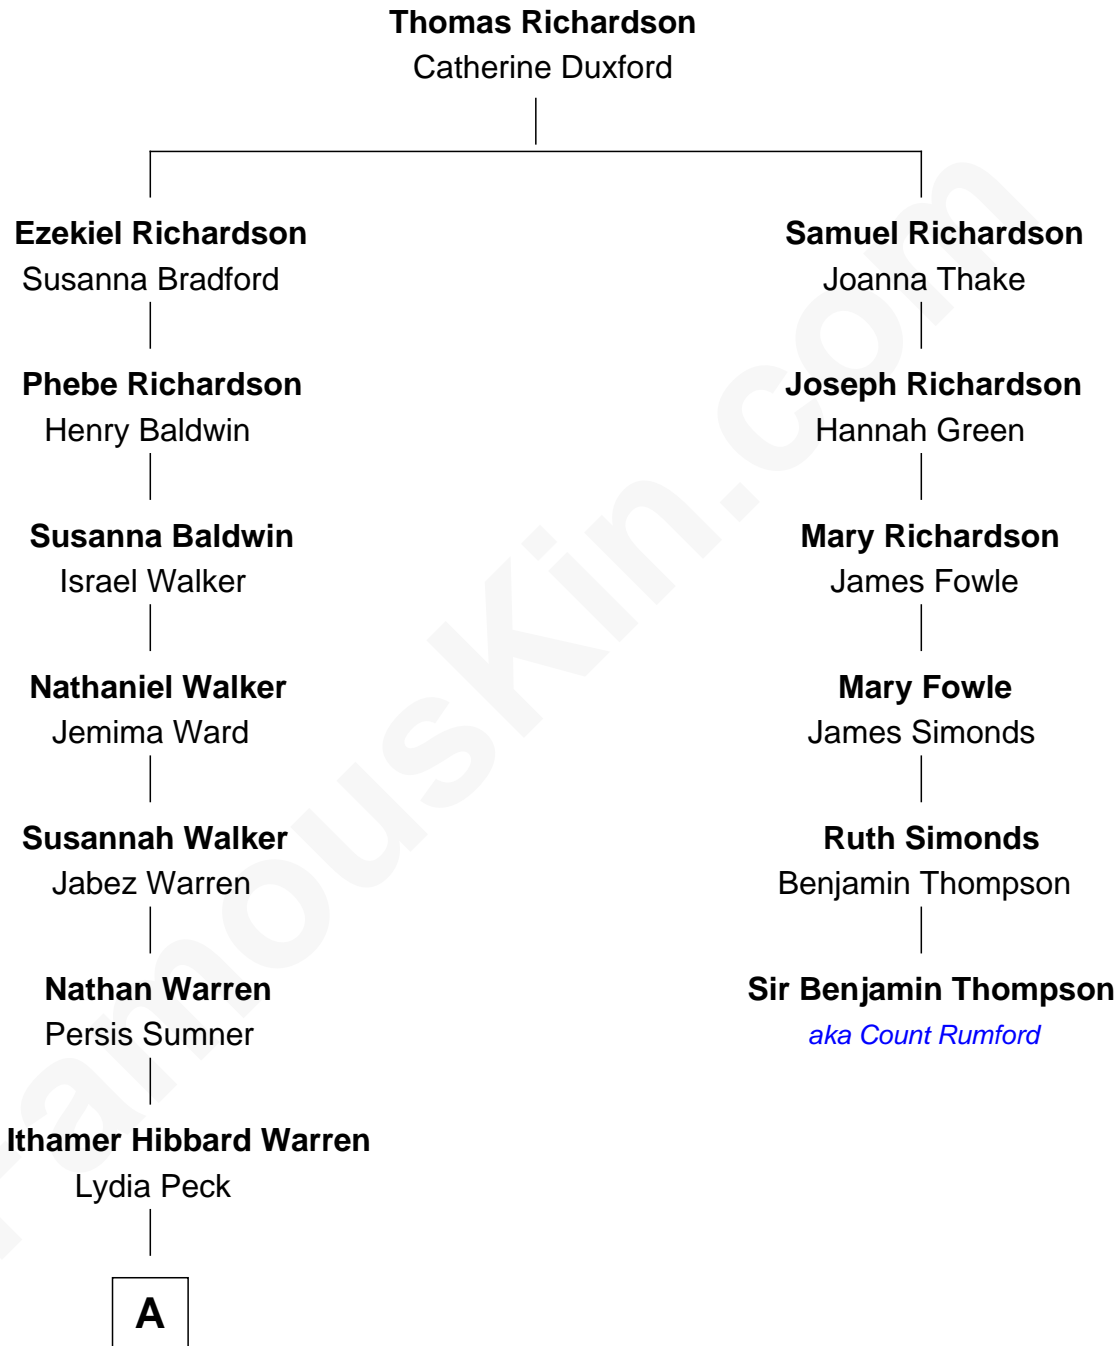 Thomas Richardson
Catherine Duxford
Ezekiel Richardson
Susanna Bradford
Samuel Richardson
Joanna Thake
Phebe Richardson
Henry Baldwin
Joseph Richardson
Hannah Green
Susanna Baldwin
Israel Walker
Mary Richardson
James Fowle
Nathaniel Walker
Jemima Ward
Mary Fowle
James Simonds
Susannah Walker
Jabez Warren
Ruth Simonds
Benjamin Thompson
Nathan Warren
Persis Sumner
Sir Benjamin Thompson
aka Count Rumford
Ithamer Hibbard Warren
Lydia Peck
A
FamousKin.com